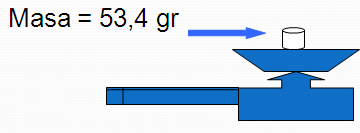 Masa = 53,4 gr